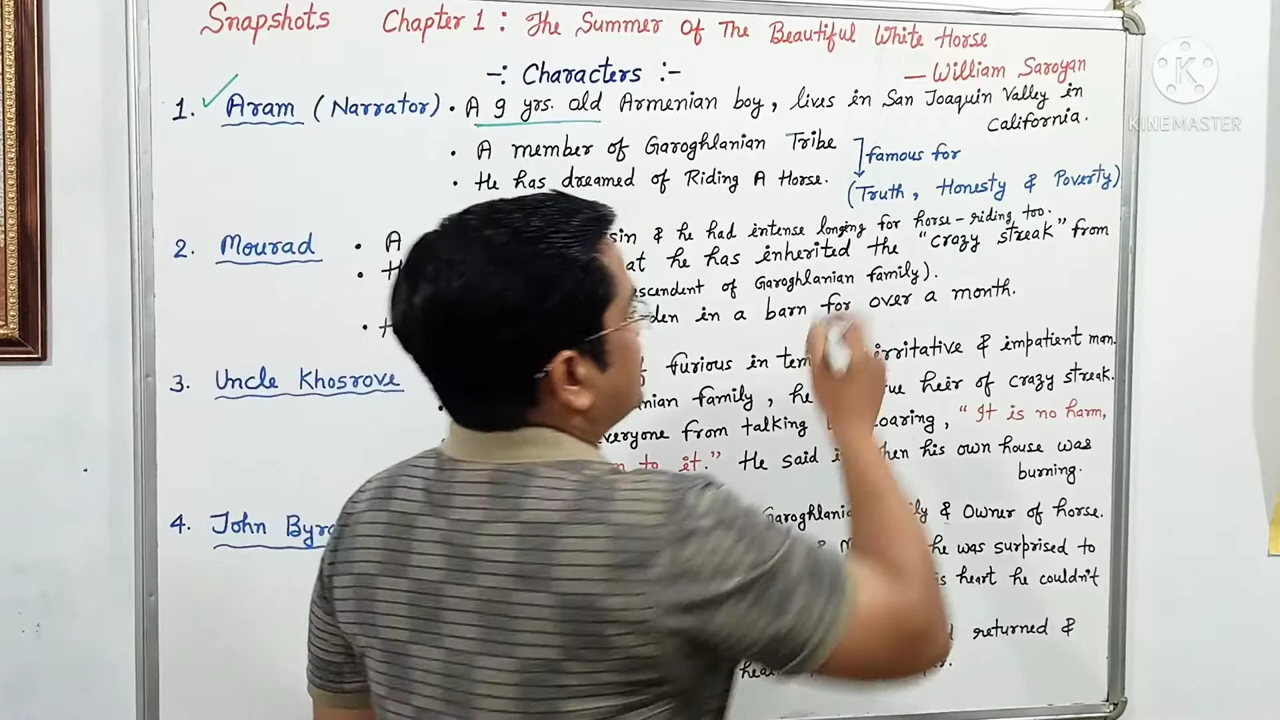 Snapshots Chapter 1 : The Summer Of The Beautiful White Horse
— William Saroyan
-: Characters :-
1. Aram (Narrator) • A 9 yrs. old Armenian boy, lives in San Joaquin Valley in
California.
• A member of Garoghlanian Tribe
famous for
• He has dreamed of Riding A Horse.
(Truth, Honesty & Poverty)
2. Mourad • A sin & he had intense longing for horse-riding too.
at he has inherited the "crazy streak" from
escendent of Garoghlanian family).
den in a barn for over a month.
3. Uncle Khosrove furious in irritative & impatient man.
nian family, he heir of crazy streak.
veryone from talking oaring, "It is no harm,
to it." He said when his own house was
burning.
4. John Byro Garoghlanian & Owner of horse.
he was surprised to
heart he couldn't
returned &
KINEMASTER